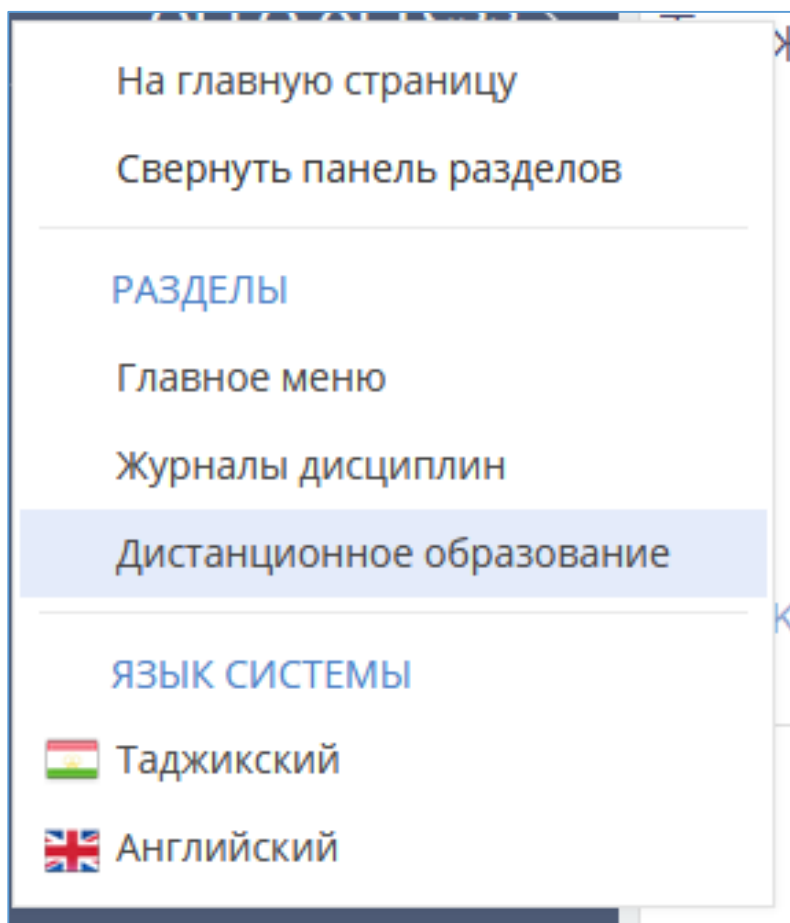 На главную страницу
Свернуть панель разделов
РАЗДЕЛЫ
Главное меню
Журналы дисциплин
Дистанционное образование
ЯЗЫК СИСТЕМЫ
Таджикский
Английский